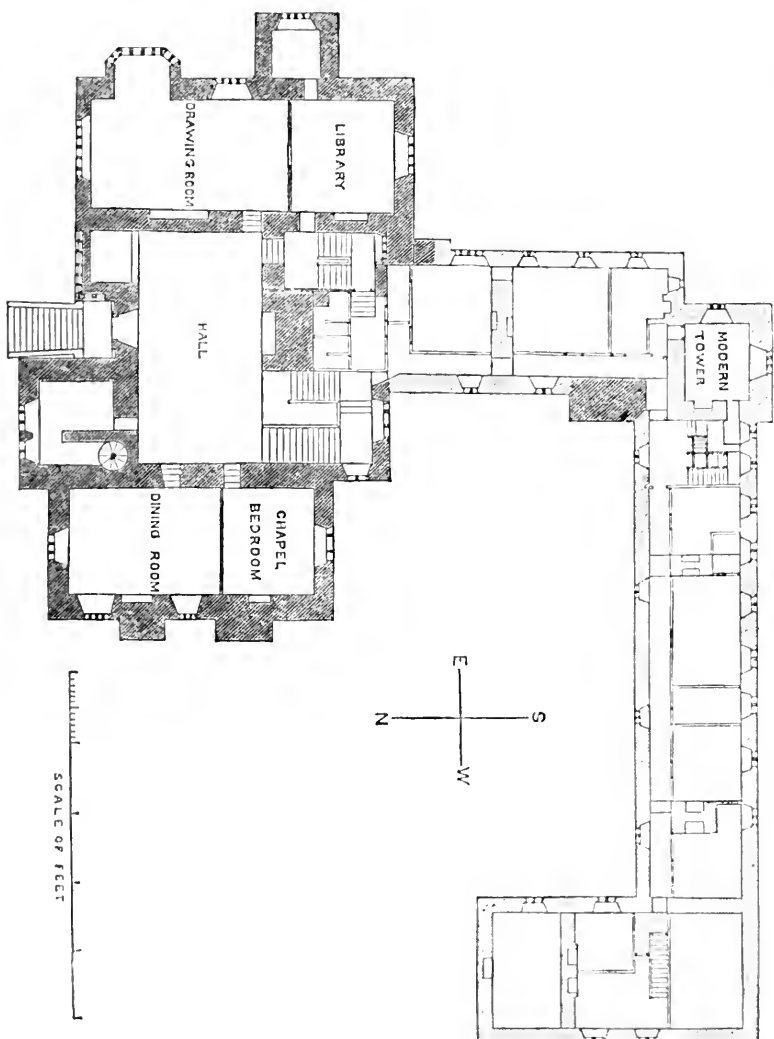 DRAWING ROOM
LIBRARY
HALL
DINING ROOM
CHAPEL
BEDROOM
MODERN
TOWER
E
N
S
W
SCALE OF FEET